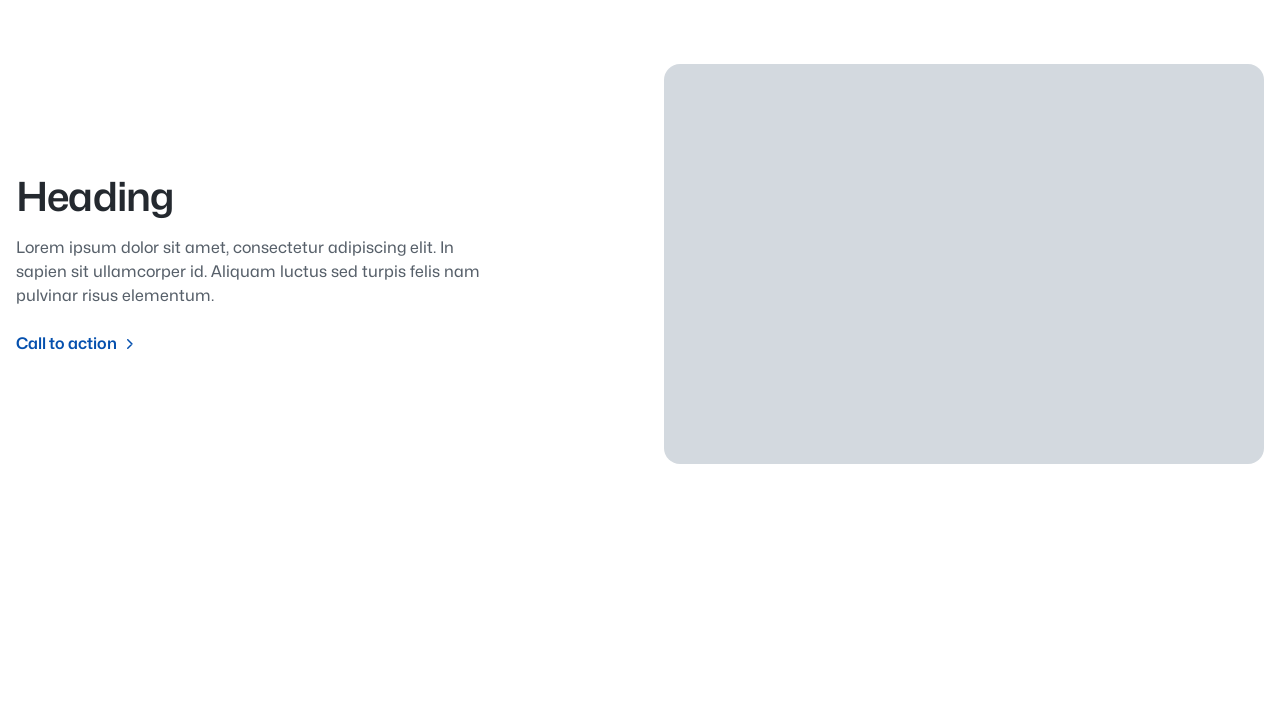 Heading
Lorem ipsum dolor sit amet, consectetur adipiscing elit. In
sapien sit ullamcorper id. Aliquam luctus sed turpis felis nam
pulvinar risus elementum.
Call to action